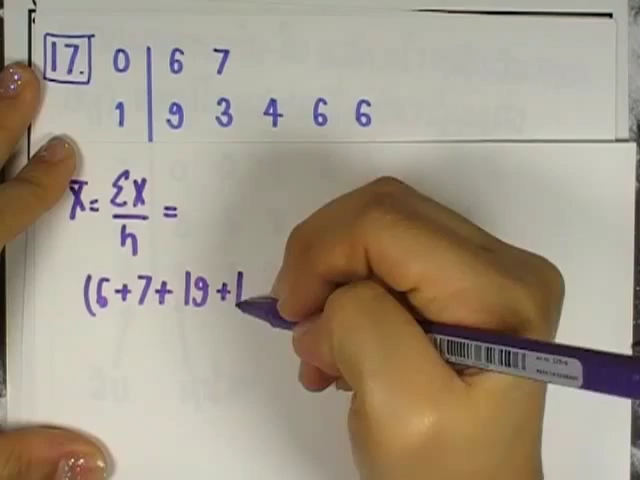 17. 0 | 6 7
1 | 9 3 4 6 6
x̄ = Σx / n =
(6+7+19+1